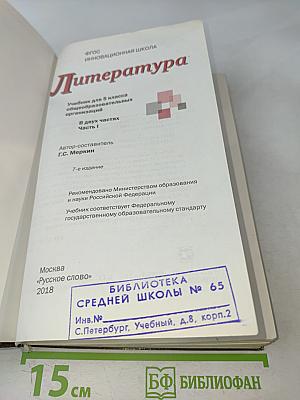 ФГОС
ИННОВАЦИОННАЯ ШКОЛА
Литература
Учебник для 5 класса
общеобразовательных
организаций
В двух частях
Часть I
Автор-составитель
Г.С. Меркин
7-е издание
Рекомендовано Министерством образования
и науки Российской Федерации
Учебник соответствует Федеральному
государственному образовательному стандарту
Москва
«Русское слово»
2018
БИБЛИОТЕКА
СРЕДНЕЙ ШКОЛЫ № 65
Инв.№
С.Петербург, Учебный, д.8, корп.2
15 см
БФ БИБЛИОФАН